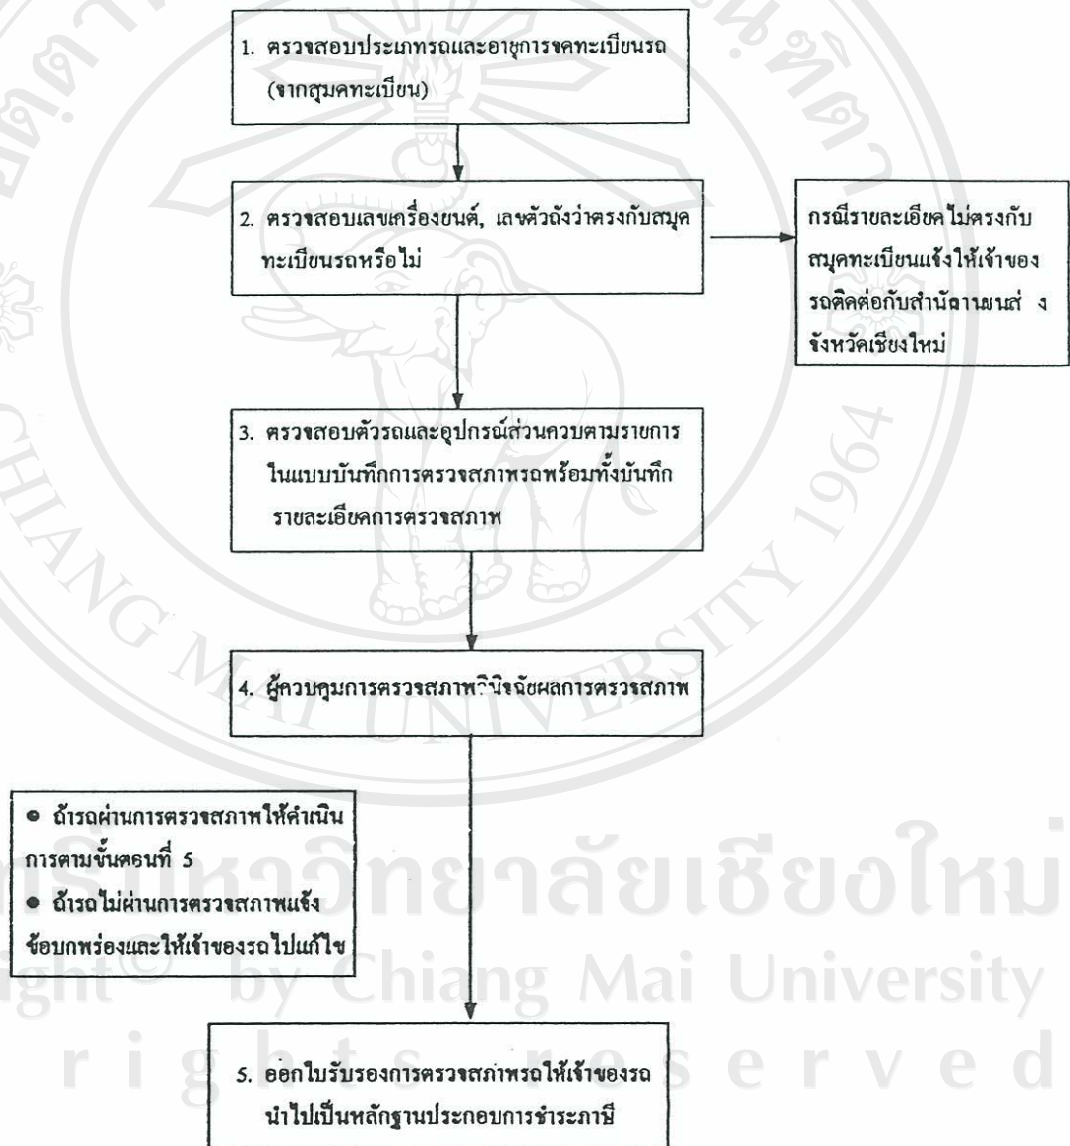 1. ตรวจสอบประเภทรถและอายุการจดทะเบียนรถ
(จากสุมดทะเบียน)
2. ตรวจสอบเลขเครื่องยนต์, เลขตัวถังว่าตรงกับสมุด
ทะเบียนรถหรือไม่
กรณีรายละเอียดไม่ตรงกับ
สมุดทะเบียนแจ้งให้เจ้าของ
รถติดต่อกับสำนักงานขนส่ ง
จังหวัดเชียงใหม่
3. ตรวจสอบตัวรถและอุปกรณ์ส่วนควบตามรายการ
ในแบบบันทึกการตรวจสภาพรถพร้อมทั้งบันทึก
รายละเอียดการตรวจสภาพ
4. ผู้ควบคุมการตรวจสภาพวินิจฉัยผลการตรวจสภาพ
● ถ้ารถผ่านการตรวจสภาพให้ดำเนิน
การตามขั้นตอนที่ 5
● ถ้ารถไม่ผ่านการตรวจสภาพแจ้ง
ข้อบกพร่องและให้เจ้าของรถไปแก้ไข
5. ออกใบรับรองการตรวจสภาพรถให้เจ้าของรถ
นำไปเป็นหลักฐานประกอบการชำระภาษี
CHIANG MAI UNIVERSITY 1964
หาวิทยาลัยเชียงใหม่
ight© by Chiang Mai University
rights reserved